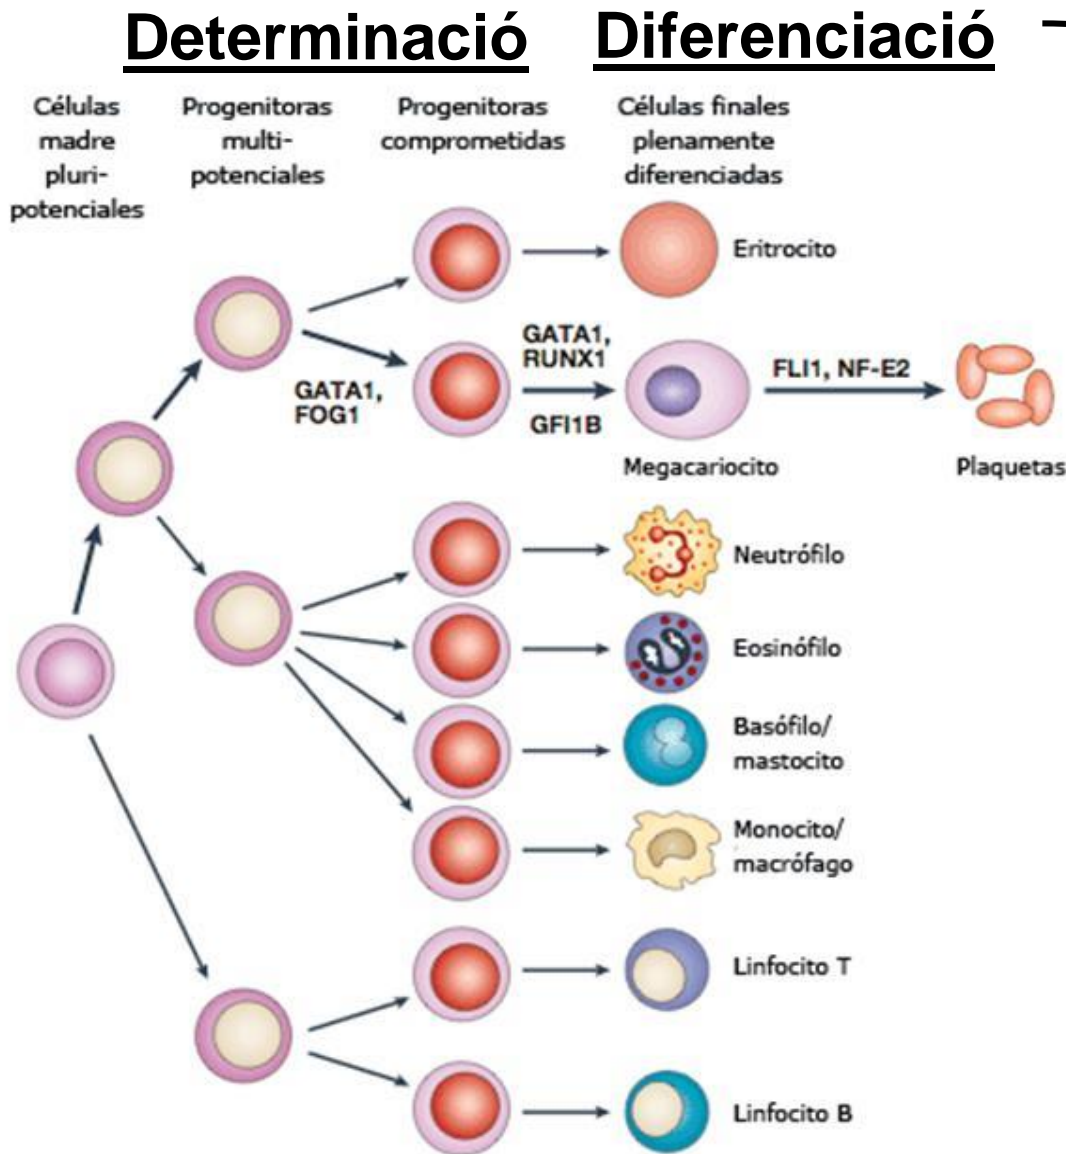 Determinació
Diferenciació
Células
madre
pluri-
potenciales
Progenitoras
multi-
potenciales
Progenitoras
comprometidas
Células finales
plenamente
diferenciadas
Eritrocito
GATA1,
FOG1
GATA1,
RUNX1
GFI1B
FLI1, NF-E2
Megacariocito
Plaquetas
Neutrófilo
Eosinófilo
Basófilo/
mastocito
Monocito/
macrófago
Linfocito T
Linfocito B